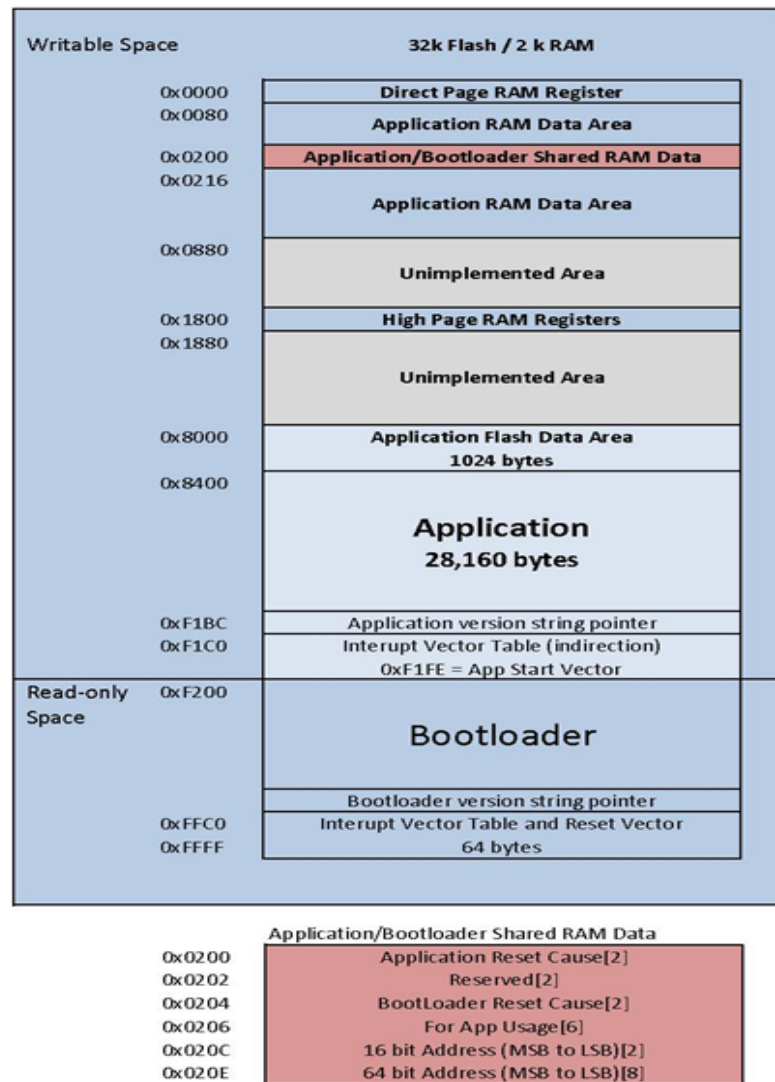 Writable Space 32k Flash / 2 k RAM
0x0000 Direct Page RAM Register
0x0080 Application RAM Data Area
0x0200 Application/Bootloader Shared RAM Data
0x0216 Application RAM Data Area
0x0880 Unimplemented Area
0x1800 High Page RAM Registers
0x1880 Unimplemented Area
0x8000 Application Flash Data Area
1024 bytes
0x8400 Application
28,160 bytes
0xF1BC Application version string pointer
0xF1C0 Interupt Vector Table (indirection)
0xF1FE = App Start Vector
Read-only 0xF200
Space
Bootloader
Bootloader version string pointer
0xFFC0 Interupt Vector Table and Reset Vector
0xFFFF 64 bytes
Application/Bootloader Shared RAM Data
0x0200 Application Reset Cause[2]
0x0202 Reserved[2]
0x0204 BootLoader Reset Cause[2]
0x0206 For App Usage[6]
0x020C 16 bit Address (MSB to LSB)[2]
0x020E 64 bit Address (MSB to LSB)[8]